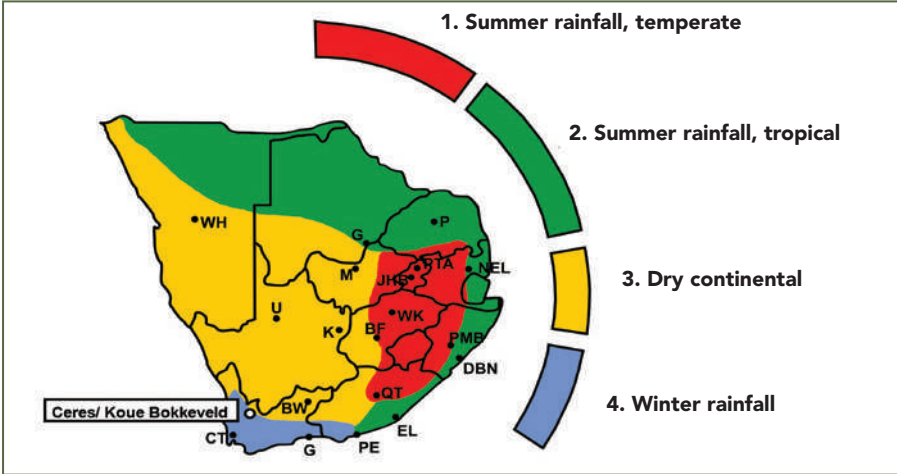 1. Summer rainfall, temperate
2. Summer rainfall, tropical
WH
P
G
PTA
NEL
M
JHB
3. Dry continental
U
WK
K
BF
PMB
DBN
QT
Ceres/ Koue Bokkeveld
BW
4. Winter rainfall
EL
CT
G
PE